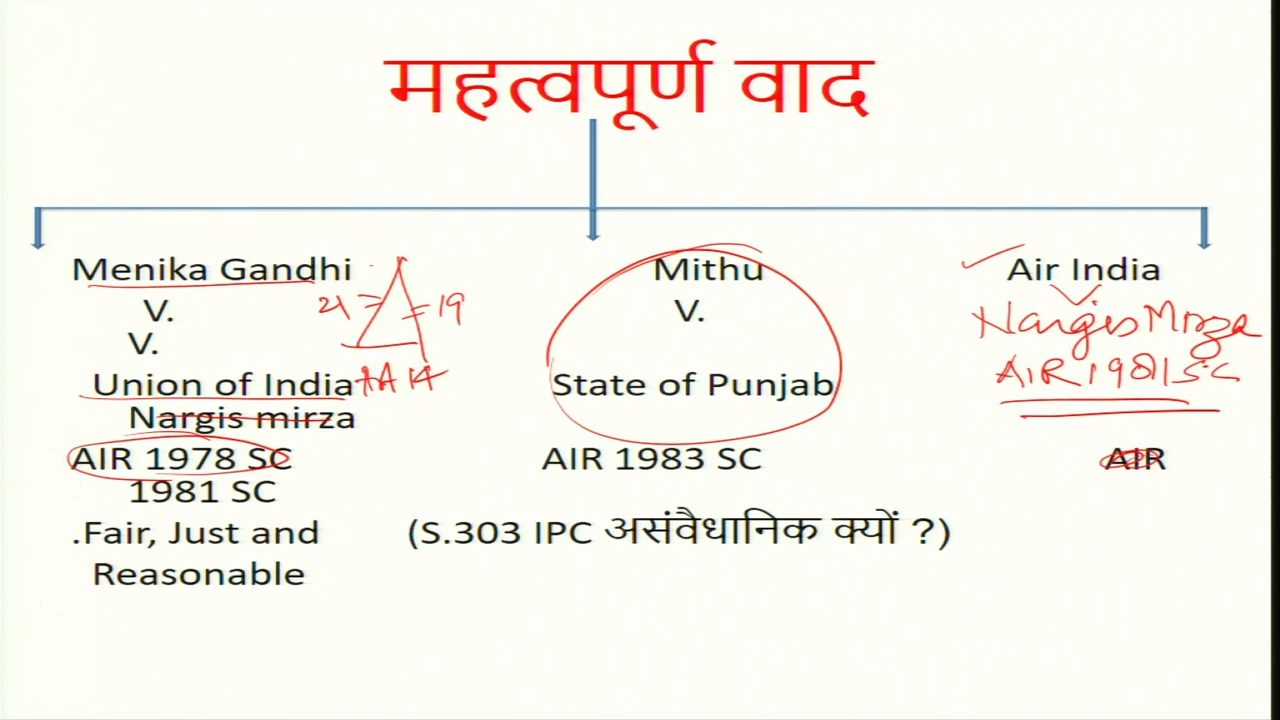 महत्वपूर्ण वाद
Menika Gandhi
V.
V.
Union of India
Nargis mirza
AIR 1978 SC
1981 SC
.Fair, Just and
Reasonable
21
19
14
Mithu
V.
State of Punjab
AIR 1983 SC
(S.303 IPC असंवैधानिक क्यों ?)
Air India
Nargis Mirza
AIR 1981 SC
AIR